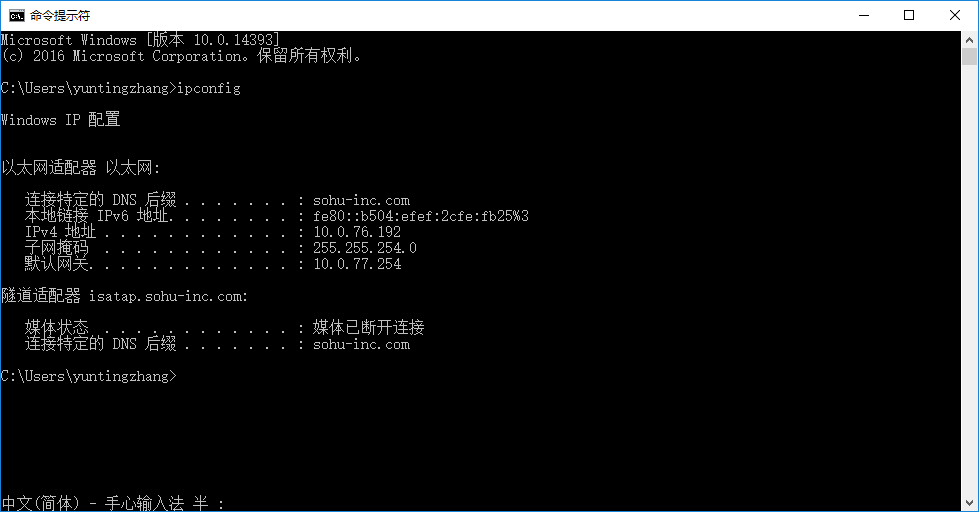 命令提示符
Microsoft Windows [版本 10.0.14393]
(c) 2016 Microsoft Corporation。保留所有权利。
C:\Users\yuntingzhang>ipconfig
Windows IP 配置
以太网适配器 以太网:
连接特定的 DNS 后缀 . . . . . . . : sohu-inc.com
本地链接 IPv6 地址. . . . . . . . : fe80::b504:efef:2cfe:fb25%3
IPv4 地址 . . . . . . . . . . . . : 10.0.76.192
子网掩码  . . . . . . . . . . . . : 255.255.254.0
默认网关. . . . . . . . . . . . . : 10.0.77.254
隧道适配器 isatap.sohu-inc.com:
媒体状态  . . . . . . . . . . . . : 媒体已断开连接
连接特定的 DNS 后缀 . . . . . . . : sohu-inc.com
C:\Users\yuntingzhang>
中文(简体) - 手心输入法 半 :